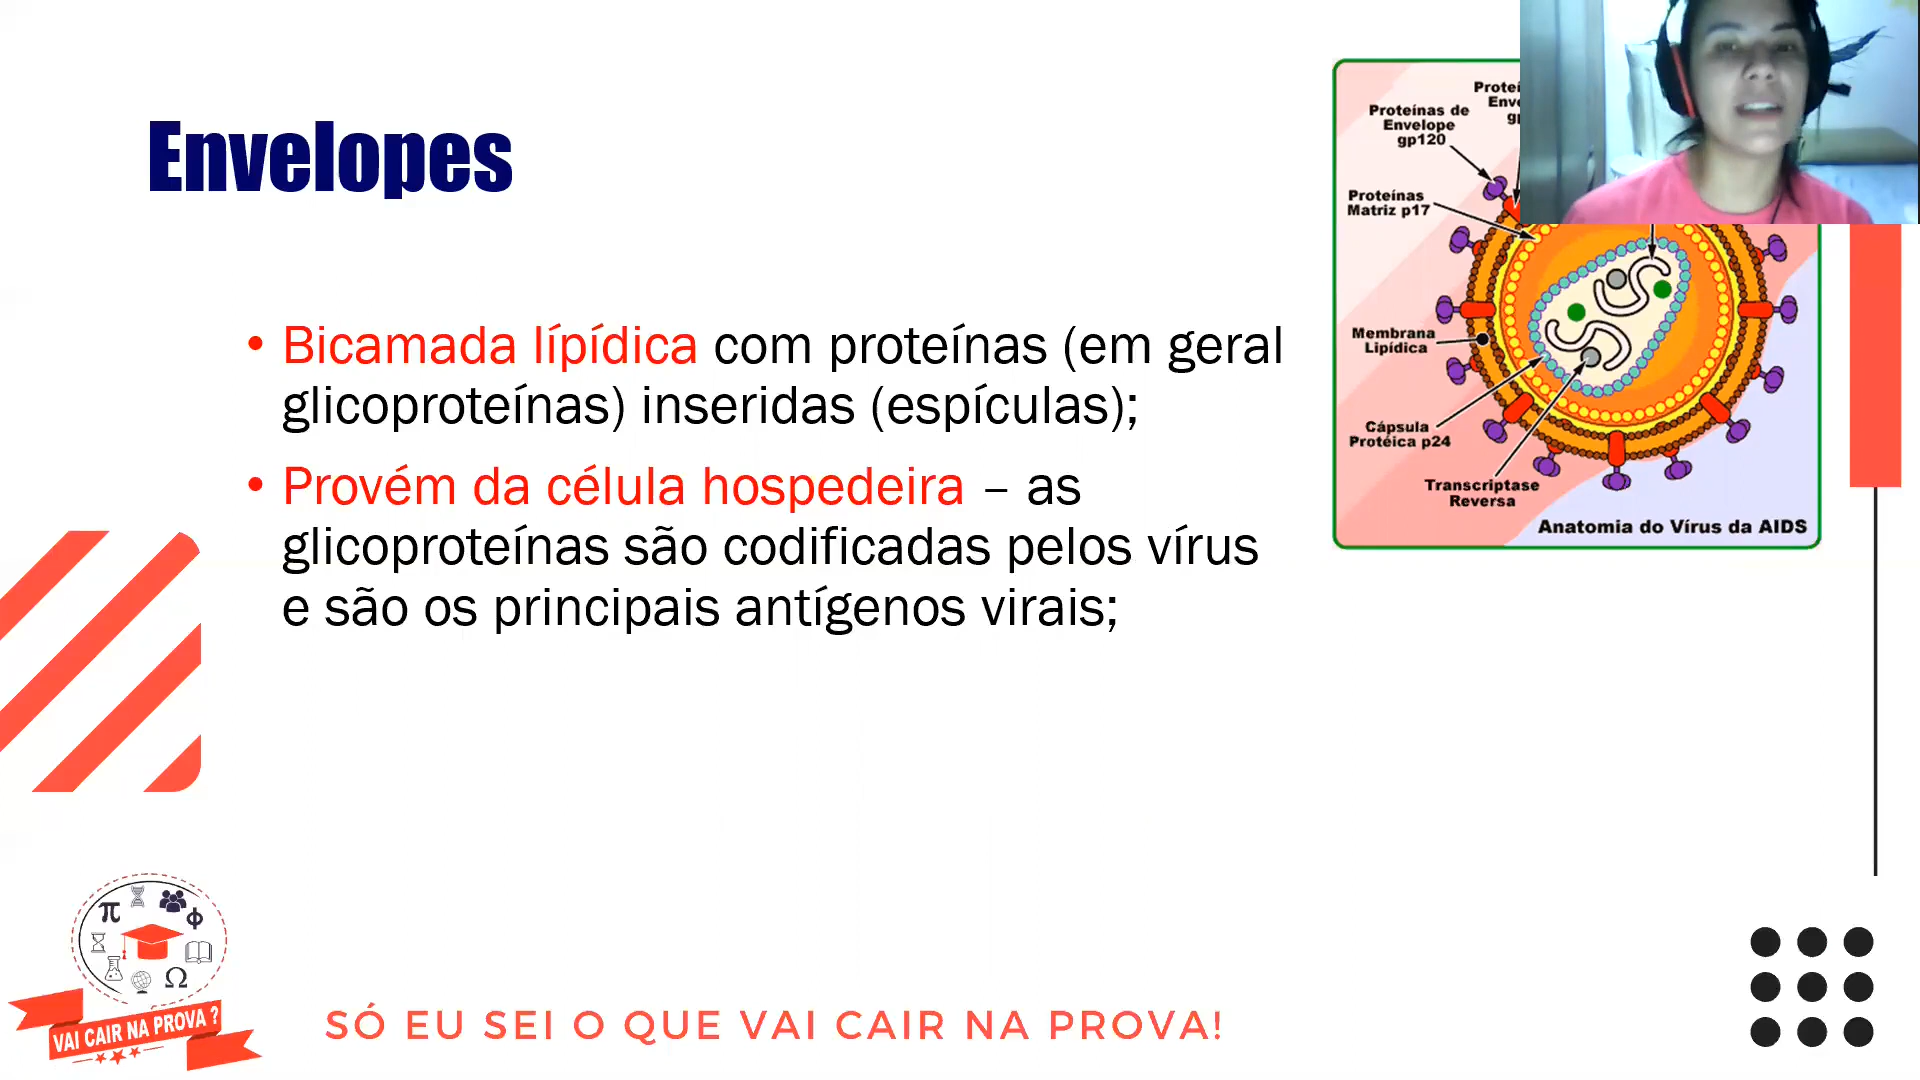 Envelopes
• Bicamada lípídica com proteínas (em geral
glicoproteínas) inseridas (espículas);
• Provém da célula hospedeira – as
glicoproteínas são codificadas pelos vírus
e são os principais antígenos virais;
Proteínas de
Envelope
gp120
Proteínas
Matriz p17
Membrana
Lipídica
Cápsula
Protéica p24
Transcriptase
Reversa
Anatomia do Vírus da AIDS
π
ϕ
Ω
VAI CAIR NA PROVA ?
SÓ EU SEI O QUE VAI CAIR NA PROVA!